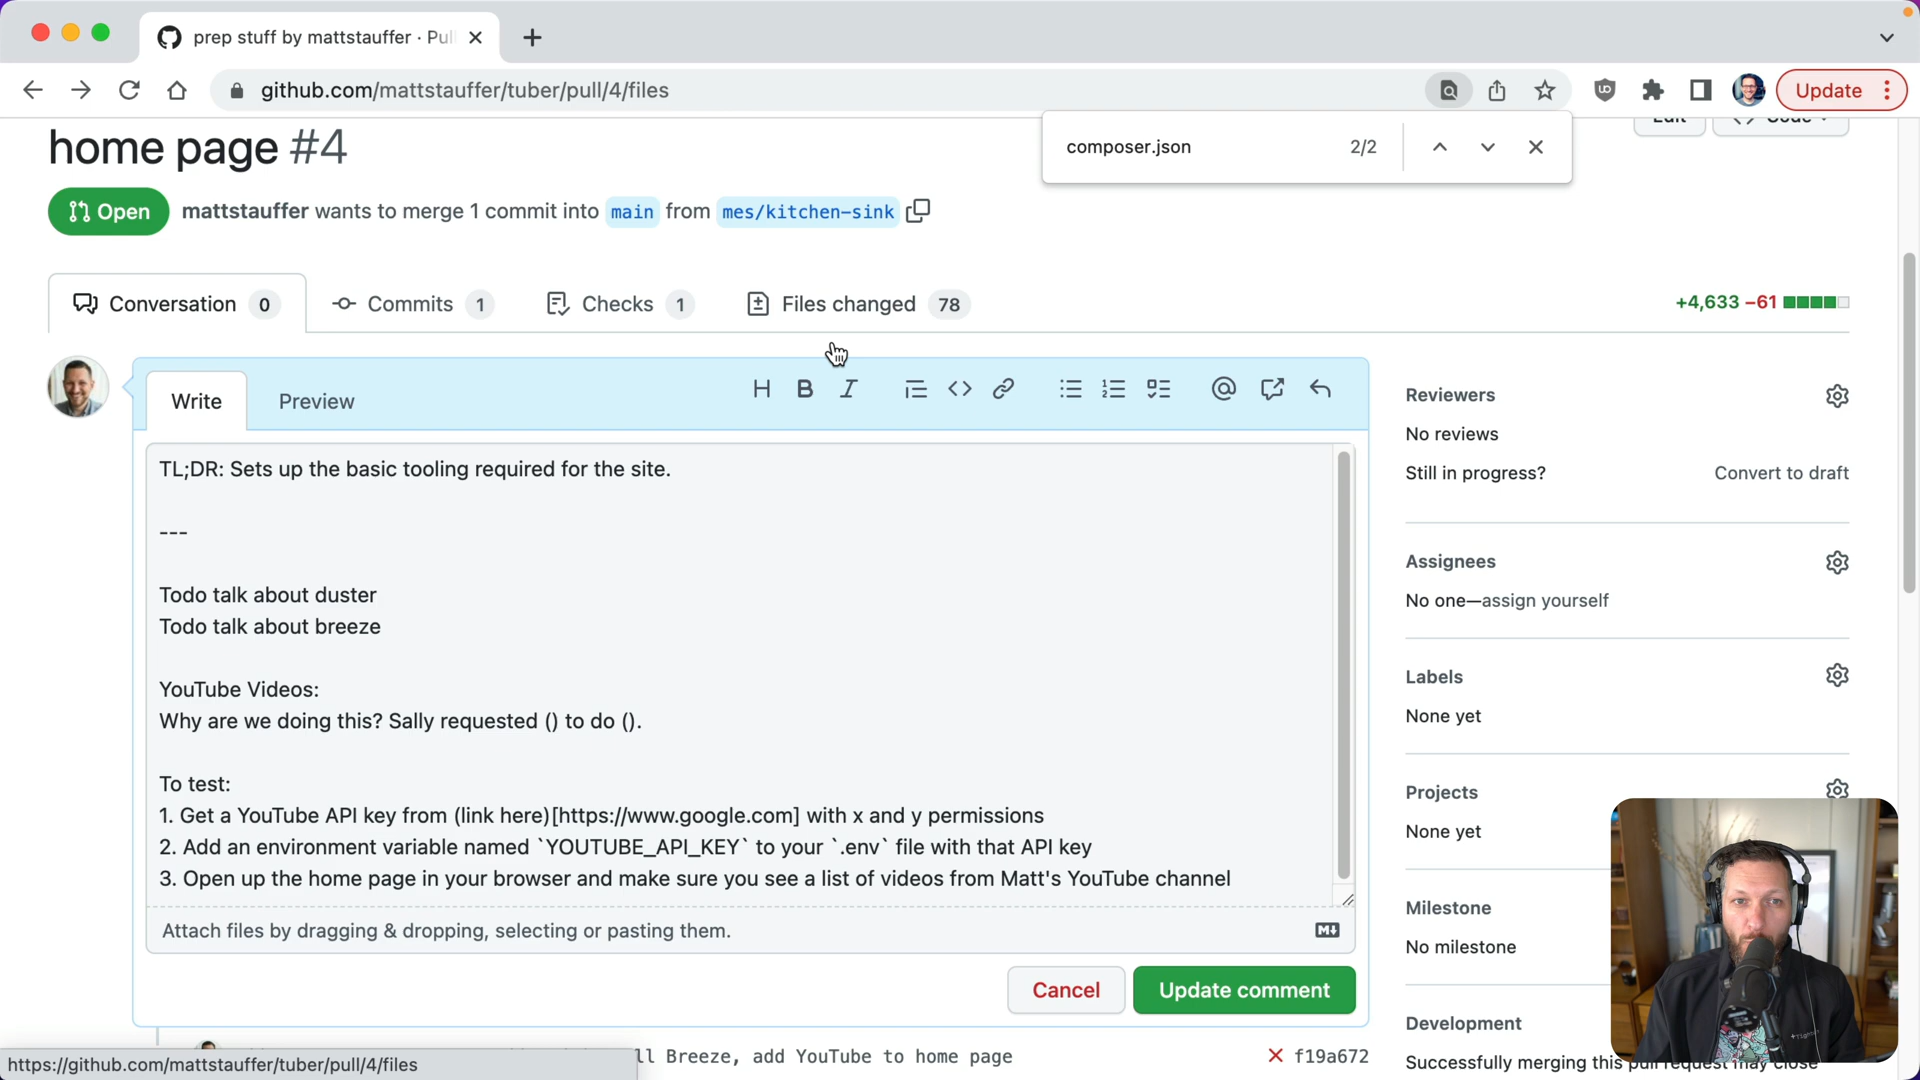 prep stuff by mattstauffer · Pul
github.com/mattstauffer/tuber/pull/4/files
Update
composer.json 2/2
Edit
Code
home page #4
Open mattstauffer wants to merge 1 commit into main from mes/kitchen-sink
Conversation 0
Commits 1
Checks 1
Files changed 78
+4,633 −61
Write
Preview
TL;DR: Sets up the basic tooling required for the site.
---
Todo talk about duster
Todo talk about breeze
YouTube Videos:
Why are we doing this? Sally requested () to do ().
To test:
1. Get a YouTube API key from (link here)[https://www.google.com] with x and y permissions
2. Add an environment variable named `YOUTUBE_API_KEY` to your `.env` file with that API key
3. Open up the home page in your browser and make sure you see a list of videos from Matt's YouTube channel
Attach files by dragging & dropping, selecting or pasting them.
Cancel
Update comment
Reviewers
No reviews
Still in progress? Convert to draft
Assignees
No one—assign yourself
Labels
None yet
Projects
None yet
Milestone
No milestone
Development
Successfully merging this pull request may close
Breeze, add YouTube to home page
f19a672
https://github.com/mattstauffer/tuber/pull/4/files